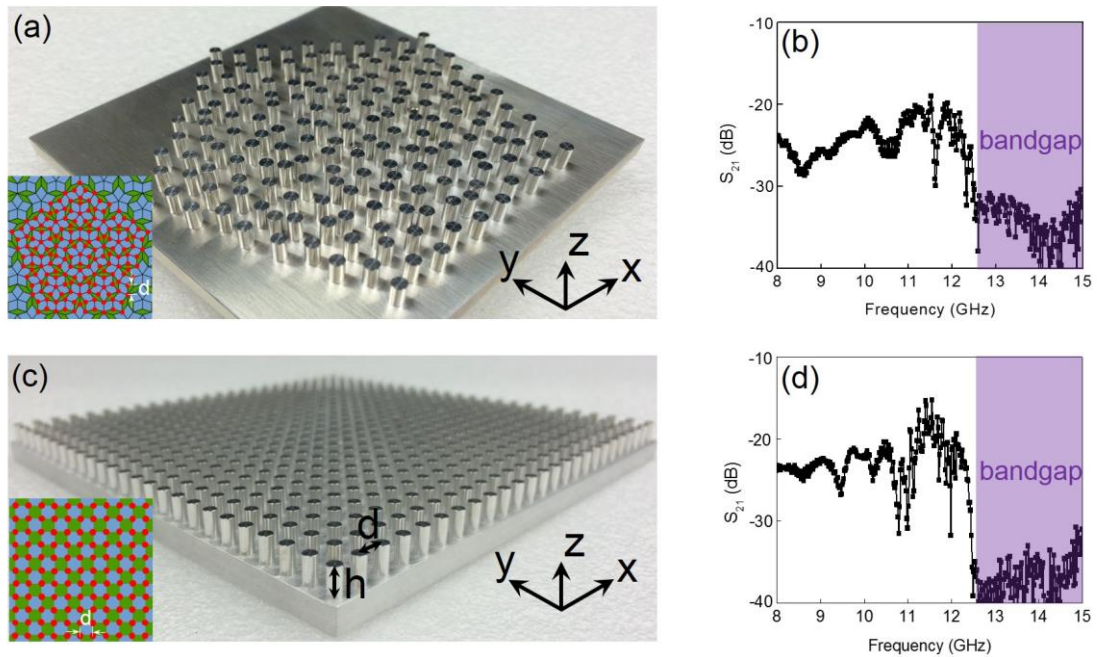 (a)
d
y
z
x
(b)
-10
-20
-30
-40
S21 (dB)
bandgap
8 9 10 11 12 13 14 15
Frequency (GHz)
(c)
d
h
d
y
z
x
(d)
-10
-20
-30
-40
S21 (dB)
bandgap
8 9 10 11 12 13 14 15
Frequency (GHz)